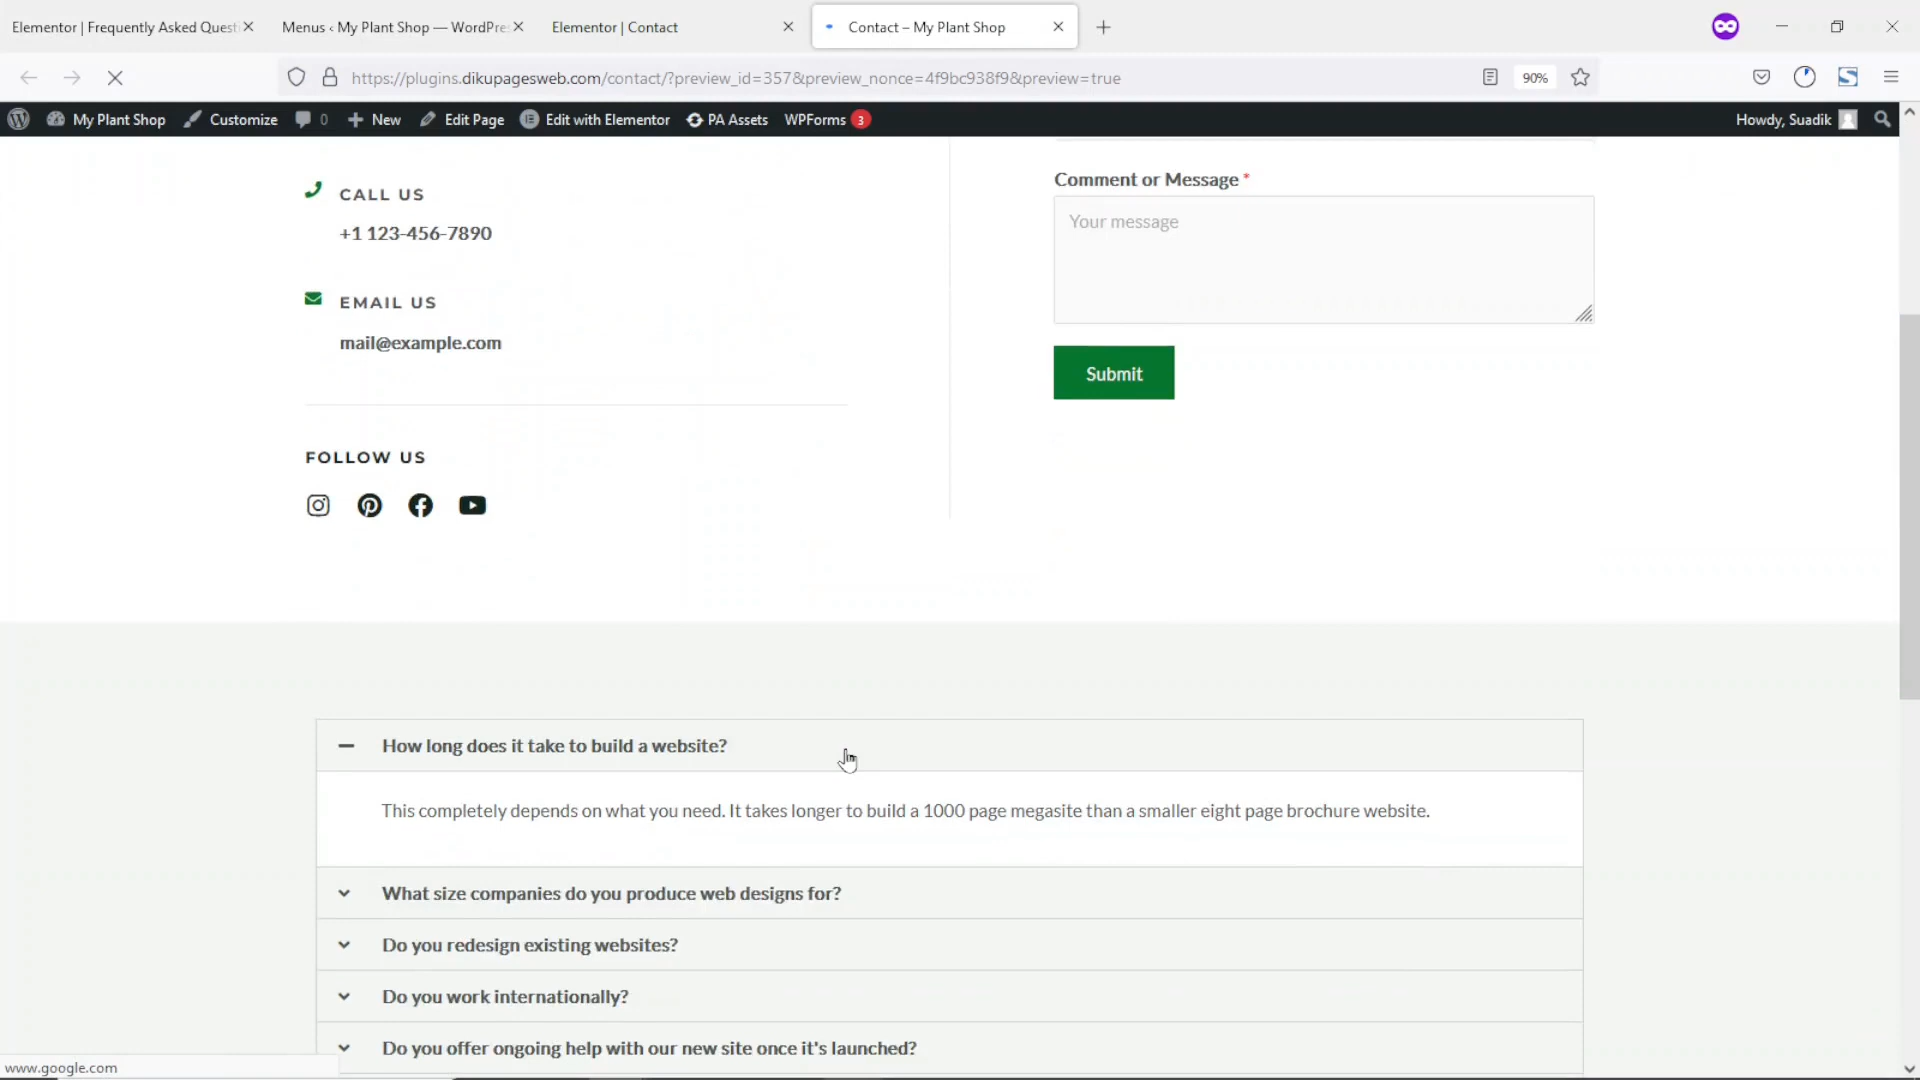 Elementor | Frequently Asked Questi
Menus ‹ My Plant Shop — WordPre
Elementor | Contact
Contact – My Plant Shop
https://plugins.dikupagesweb.com/contact/?preview_id=357&preview_nonce=4f9bc938f9&preview=true
90%
My Plant Shop
Customize
0
New
Edit Page
Edit with Elementor
PA Assets
WPForms 3
Howdy, Suadik
CALL US
+1 123-456-7890
EMAIL US
mail@example.com
FOLLOW US
Comment or Message *
Your message
Submit
How long does it take to build a website?
This completely depends on what you need. It takes longer to build a 1000 page megasite than a smaller eight page brochure website.
What size companies do you produce web designs for?
Do you redesign existing websites?
Do you work internationally?
Do you offer ongoing help with our new site once it's launched?
www.google.com